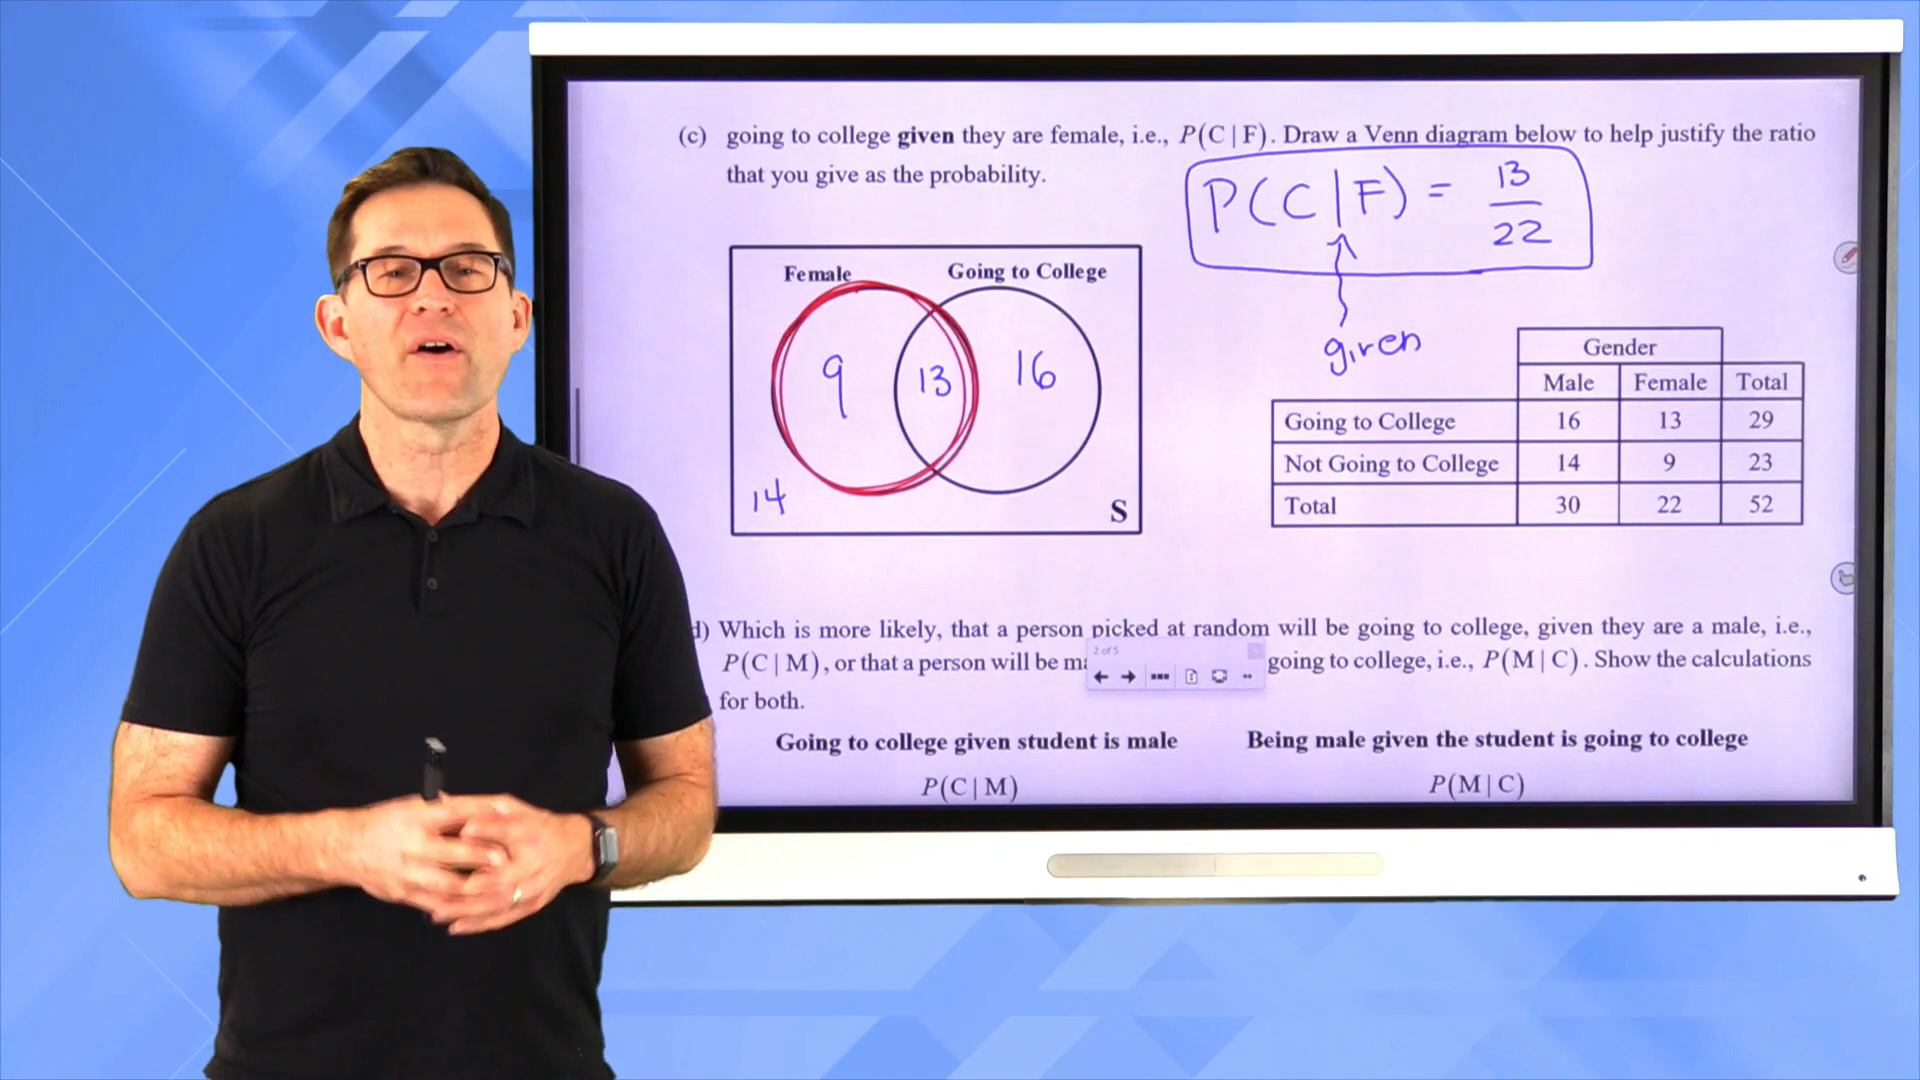 (c) going to college given they are female, i.e., P(C|F). Draw a Venn diagram below to help justify the ratio
that you give as the probability.
P(C|F) = 13/22
given
Female Going to College
9 13 16
14 S
Gender
Male Female Total
Going to College 16 13 29
Not Going to College 14 9 23
Total 30 22 52
d) Which is more likely, that a person picked at random will be going to college, given they are a male, i.e.,
P(C|M), or that a person will be ma going to college, i.e., P(M|C). Show the calculations
for both.
2 of 5
Going to college given student is male
P(C|M)
Being male given the student is going to college
P(M|C)